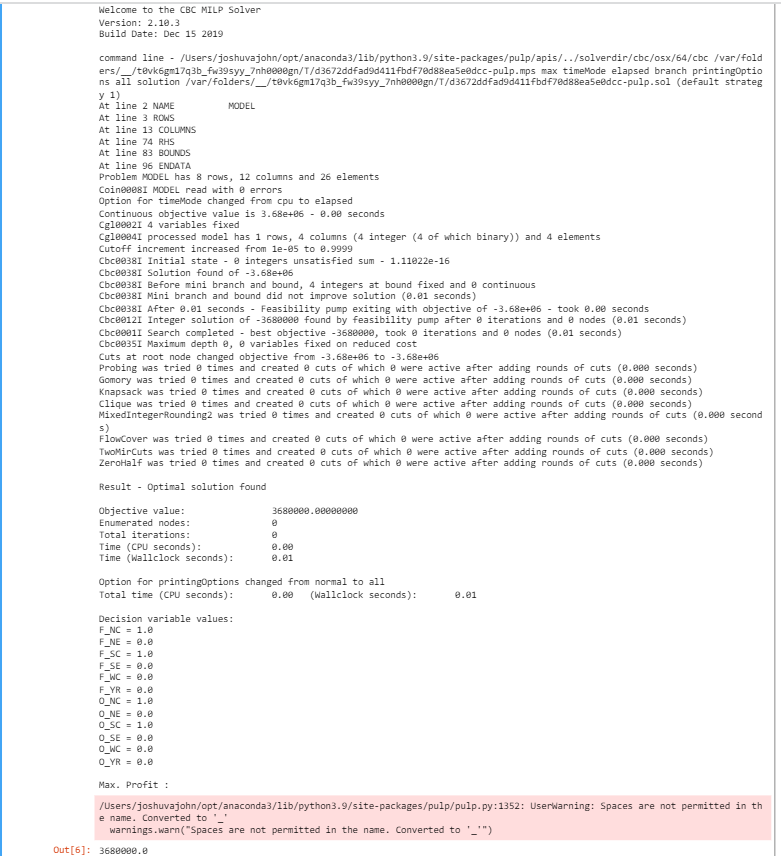 Welcome to the CBC MILP Solver
Version: 2.10.3
Build Date: Dec 15 2019
command line - /Users/joshuvajohn/opt/anaconda3/lib/python3.9/site-packages/pulp/apis/../solverdir/cbc/osx/64/cbc /var/fold
ers/__/t0vk6gm17q3b_fw39syy_7nh0000gn/T/d3672ddfad9d411fbdf70d88ea5e0dcc-pulp.mps max timeMode elapsed branch printingOptio
ns all solution /var/folders/__/t0vk6gm17q3b_fw39syy_7nh0000gn/T/d3672ddfad9d411fbdf70d88ea5e0dcc-pulp.sol (default strateg
y 1)
At line 2 NAME          MODEL
At line 3 ROWS
At line 13 COLUMNS
At line 74 RHS
At line 83 BOUNDS
At line 96 ENDATA
Problem MODEL has 8 rows, 12 columns and 26 elements
Coin0008I MODEL read with 0 errors
Option for timeMode changed from cpu to elapsed
Continuous objective value is 3.68e+06 - 0.00 seconds
Cgl0002I 4 variables fixed
Cgl0004I processed model has 1 rows, 4 columns (4 integer (4 of which binary)) and 4 elements
Cutoff increment increased from 1e-05 to 0.9999
Cbc0038I Initial state - 0 integers unsatisfied sum - 1.11022e-16
Cbc0038I Solution found of -3.68e+06
Cbc0038I Before mini branch and bound, 4 integers at bound fixed and 0 continuous
Cbc0038I Mini branch and bound did not improve solution (0.01 seconds)
Cbc0038I After 0.01 seconds - Feasibility pump exiting with objective of -3.68e+06 - took 0.00 seconds
Cbc0012I Integer solution of -3680000 found by feasibility pump after 0 iterations and 0 nodes (0.01 seconds)
Cbc0001I Search completed - best objective -3680000, took 0 iterations and 0 nodes (0.01 seconds)
Cbc0035I Maximum depth 0, 0 variables fixed on reduced cost
Cuts at root node changed objective from -3.68e+06 to -3.68e+06
Probing was tried 0 times and created 0 cuts of which 0 were active after adding rounds of cuts (0.000 seconds)
Gomory was tried 0 times and created 0 cuts of which 0 were active after adding rounds of cuts (0.000 seconds)
Knapsack was tried 0 times and created 0 cuts of which 0 were active after adding rounds of cuts (0.000 seconds)
Clique was tried 0 times and created 0 cuts of which 0 were active after adding rounds of cuts (0.000 seconds)
MixedIntegerRounding2 was tried 0 times and created 0 cuts of which 0 were active after adding rounds of cuts (0.000 second
s)
FlowCover was tried 0 times and created 0 cuts of which 0 were active after adding rounds of cuts (0.000 seconds)
TwoMirCuts was tried 0 times and created 0 cuts of which 0 were active after adding rounds of cuts (0.000 seconds)
ZeroHalf was tried 0 times and created 0 cuts of which 0 were active after adding rounds of cuts (0.000 seconds)
Result - Optimal solution found
Objective value:                3680000.00000000
Enumerated nodes:               0
Total iterations:               0
Time (CPU seconds):             0.00
Time (Wallclock seconds):       0.01
Option for printingOptions changed from normal to all
Total time (CPU seconds):       0.00   (Wallclock seconds):       0.01
Decision variable values:
F_NC = 1.0
F_NE = 0.0
F_SC = 1.0
F_SE = 0.0
F_WC = 0.0
F_YR = 0.0
O_NC = 1.0
O_NE = 0.0
O_SC = 1.0
O_SE = 0.0
O_WC = 0.0
O_YR = 0.0
Max. Profit :
/Users/joshuvajohn/opt/anaconda3/lib/python3.9/site-packages/pulp/pulp.py:1352: UserWarning: Spaces are not permitted in th
e name. Converted to '_'
  warnings.warn("Spaces are not permitted in the name. Converted to '_'")
Out[6]: 3680000.0